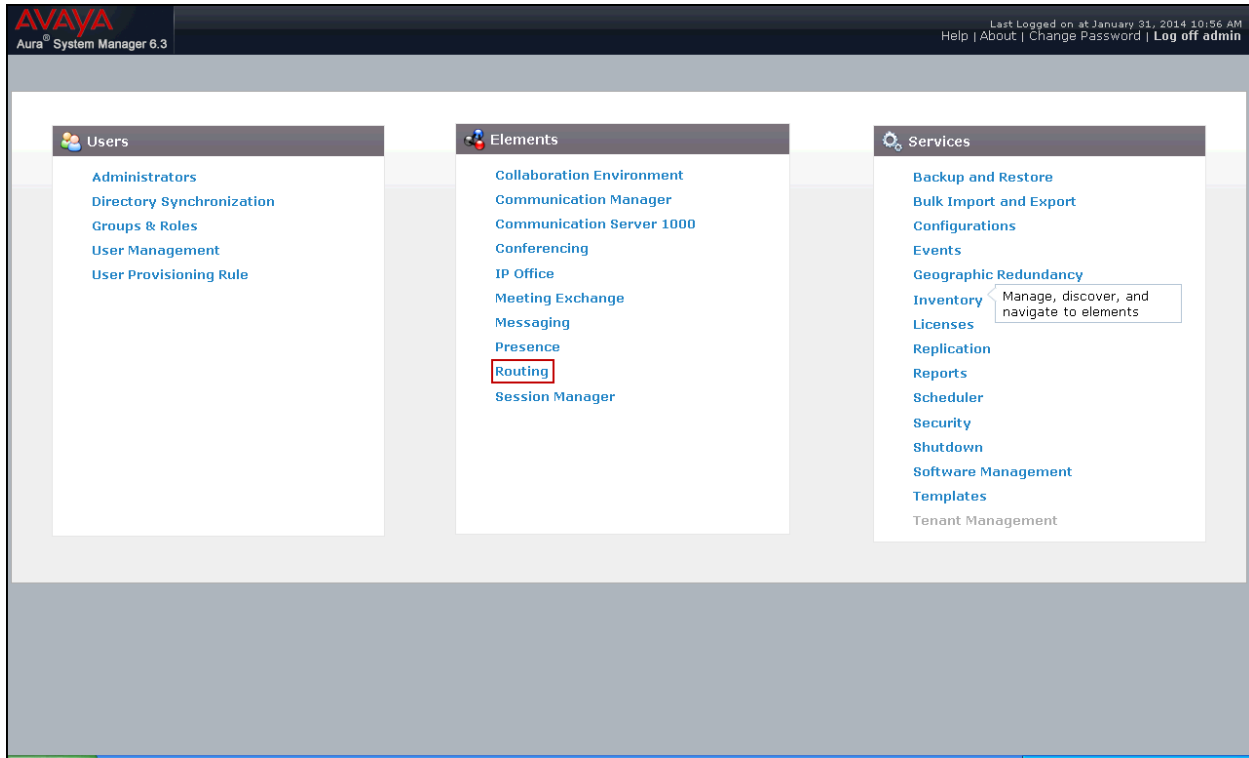 AVAYA
Aura® System Manager 6.3
Last Logged on at January 31, 2014 10:56 AM
Help | About | Change Password | Log off admin
Users
Administrators
Directory Synchronization
Groups & Roles
User Management
User Provisioning Rule
Elements
Collaboration Environment
Communication Manager
Communication Server 1000
Conferencing
IP Office
Meeting Exchange
Messaging
Presence
Routing
Session Manager
Services
Backup and Restore
Bulk Import and Export
Configurations
Events
Geographic Redundancy
Inventory
Manage, discover, and
navigate to elements
Licenses
Replication
Reports
Scheduler
Security
Shutdown
Software Management
Templates
Tenant Management